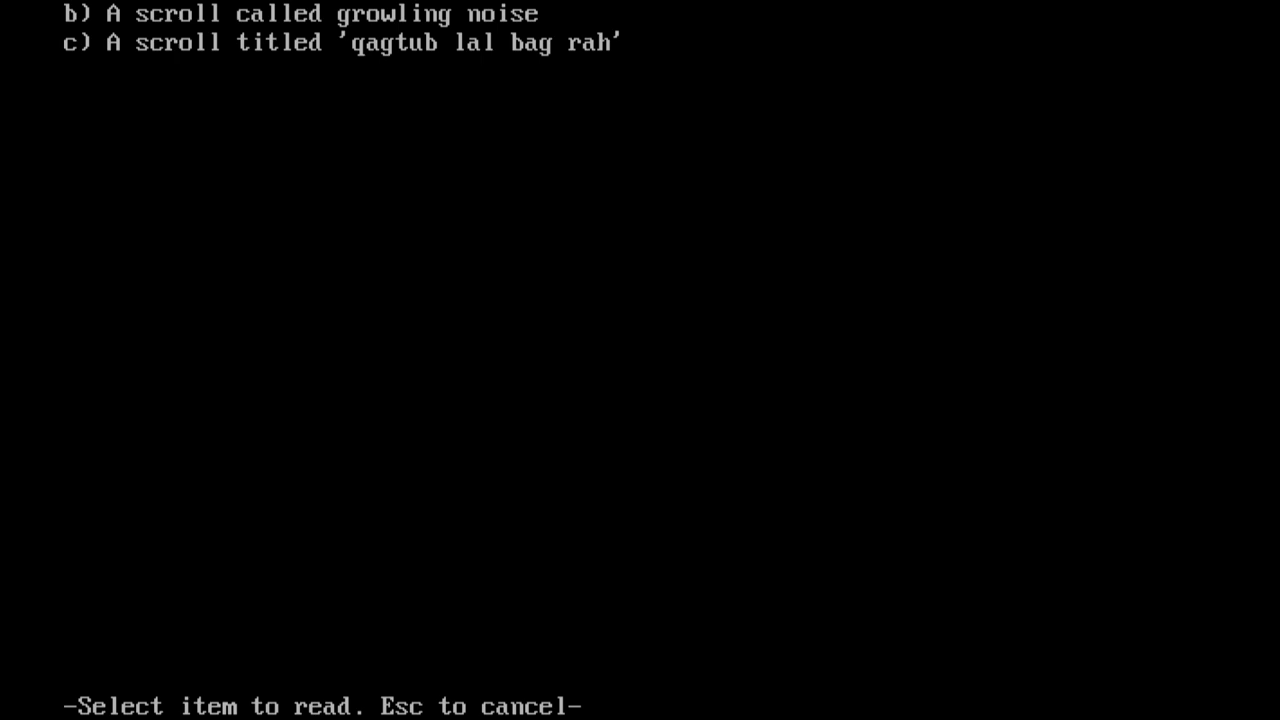 b) A scroll called growling noise
c) A scroll titled 'qagtub lal bag rah'
-Select item to read. Esc to cancel-